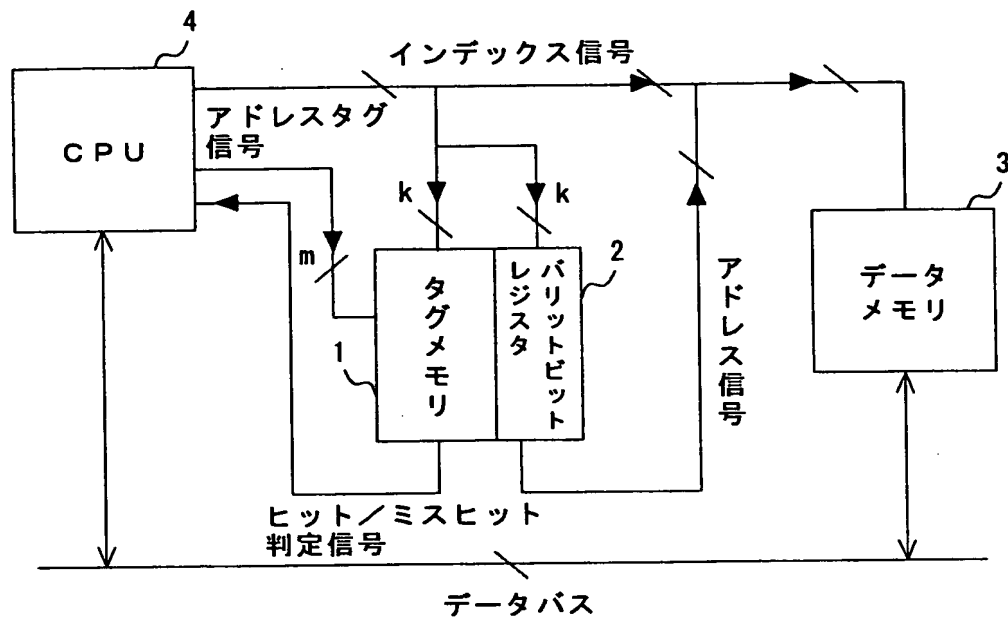 4
インデックス信号
CPU
アドレスタグ
信号
k
k
m
3
データ
メモリ
2
1
タグメモリ
バリットビット
レジスタ
アドレス信号
ヒット/ミスヒット
判定信号
データバス